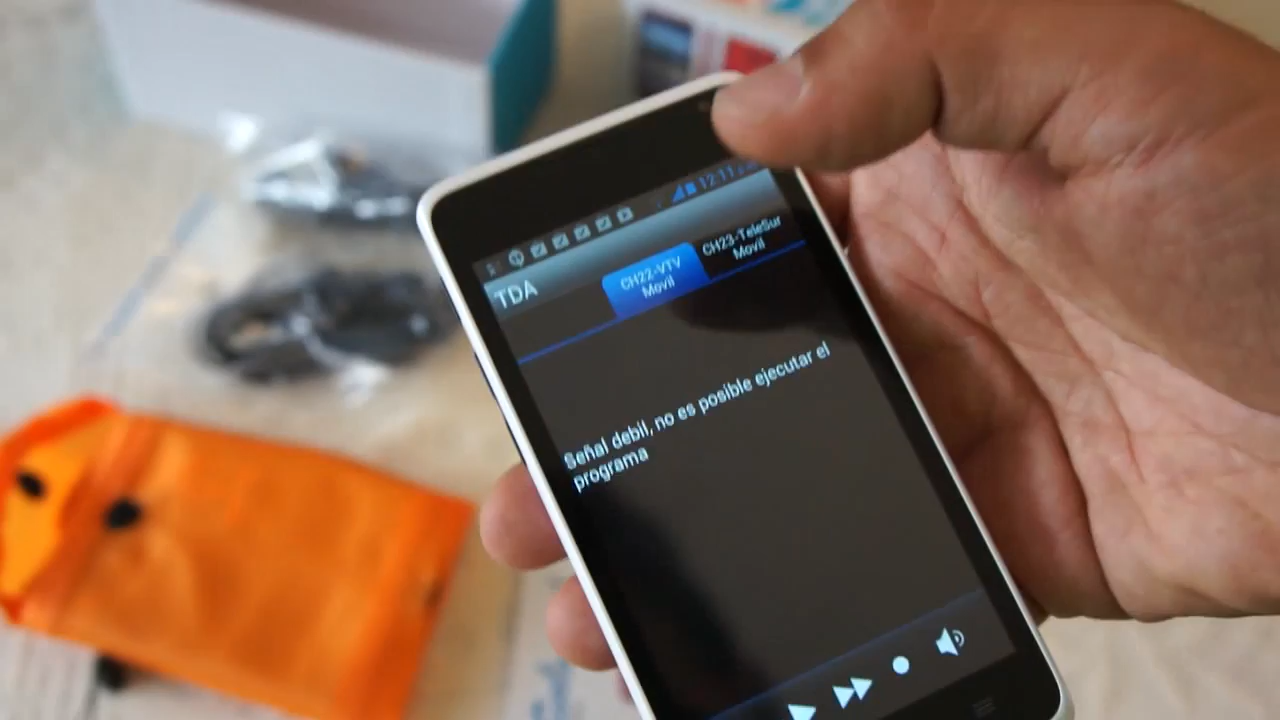 12:11
TDA
CH22-VTV
Movil
CH23-TeleSur
Movil
Señal debil, no es posible ejecutar el
programa